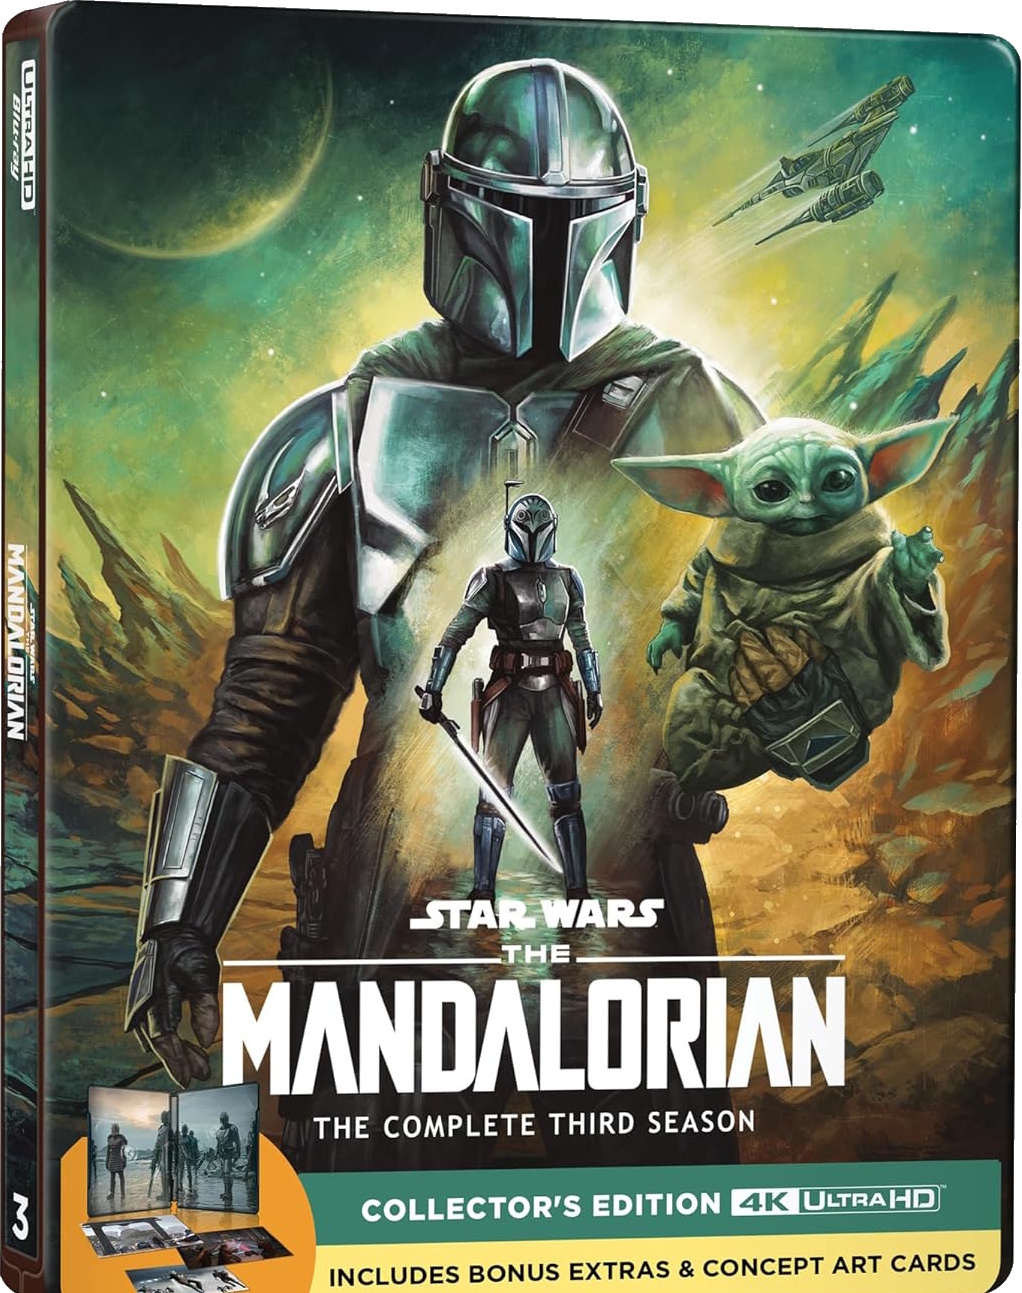 ULTRA HD
Blu-ray
STAR WARS
THE
MANDALORIAN
3
STAR WARS
THE
MANDALORIAN
THE COMPLETE THIRD SEASON
COLLECTOR'S EDITION 4K ULTRA HD™
INCLUDES BONUS EXTRAS & CONCEPT ART CARDS